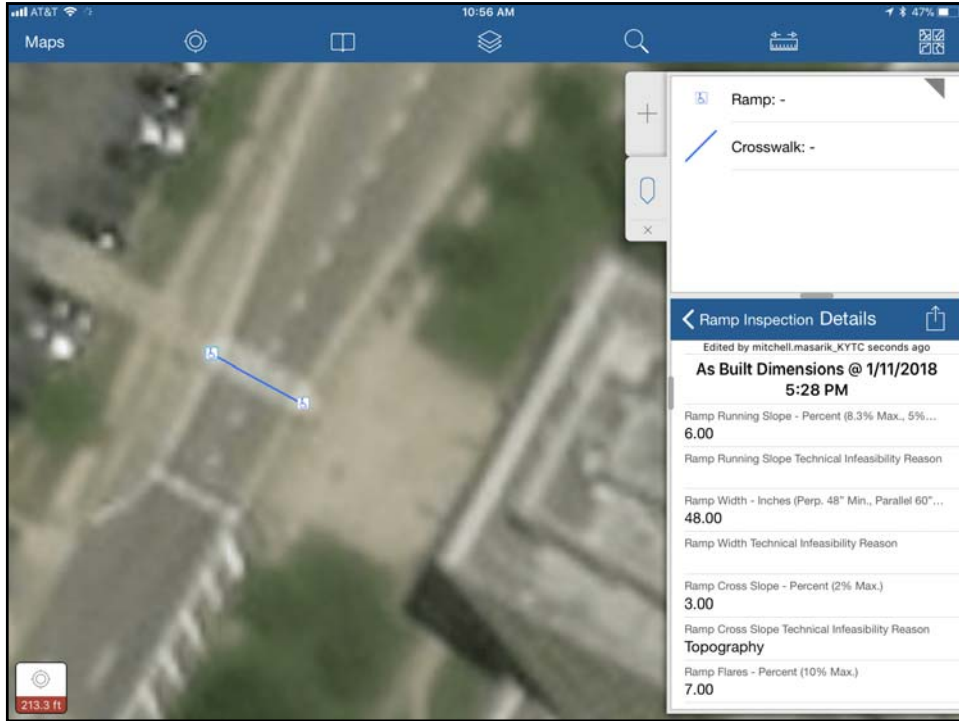 AT&T
10:56 AM
47%
Maps
Ramp: -
Crosswalk: -
Ramp Inspection Details
Edited by mitchell.masarik_KYTC seconds ago
As Built Dimensions @ 1/11/2018
5:28 PM
Ramp Running Slope - Percent (8.3% Max., 5%...
6.00
Ramp Running Slope Technical Infeasibility Reason
Ramp Width - Inches (Perp. 48" Min., Parallel 60"...
48.00
Ramp Width Technical Infeasibility Reason
Ramp Cross Slope - Percent (2% Max.)
3.00
Ramp Cross Slope Technical Infeasibility Reason
Topography
Ramp Flares - Percent (10% Max.)
7.00
213.3 ft